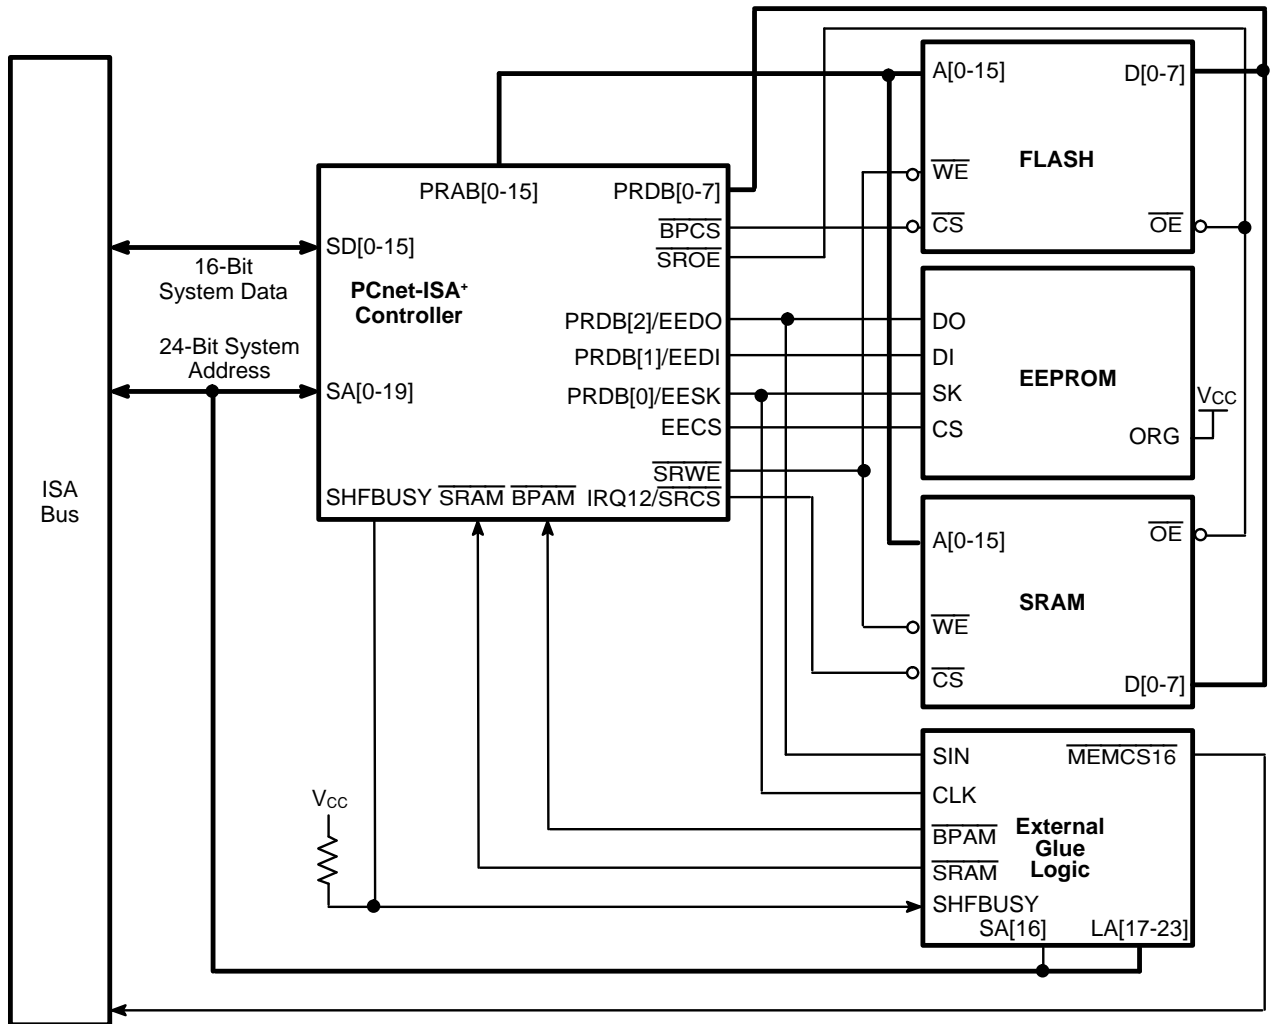 ISA
Bus
16-Bit
System Data
24-Bit System
Address
PRAB[0-15]
PRDB[0-7]
SD[0-15]
BPCS
SROE
PCnet-ISA+
Controller
PRDB[2]/EEDO
PRDB[1]/EEDI
SA[0-19]
PRDB[0]/EESK
EECS
SRWE
SHFBUSY SRAM BPAM IRQ12/SRCS
A[0-15]
D[0-7]
FLASH
WE
CS
OE
DO
DI
EEPROM
SK
VCC
CS
ORG
OE
A[0-15]
SRAM
WE
CS
D[0-7]
SIN
MEMCS16
CLK
External
Glue
Logic
BPAM
SRAM
SHFBUSY
SA[16]
LA[17-23]
VCC